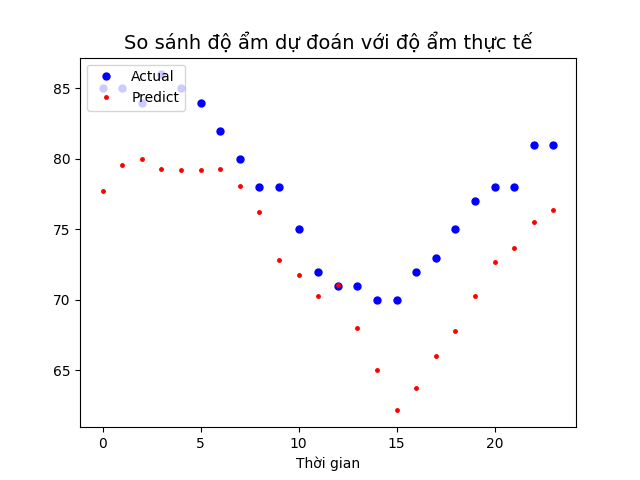 So sánh độ ẩm dự đoán với độ ẩm thực tế
Actual
Predict
85
80
75
70
65
0 5 10 15 20
Thời gian